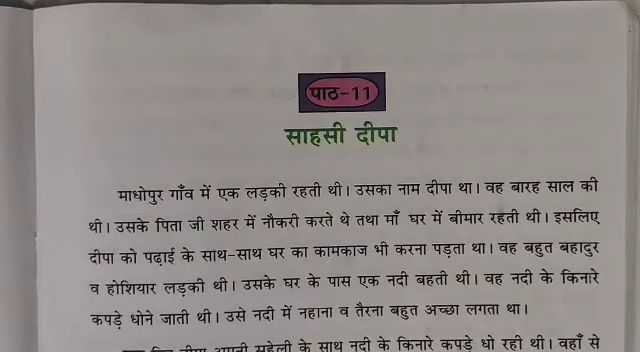 पाठ-11
साहसी दीपा
माधोपुर गाँव में एक लड़की रहती थी। उसका नाम दीपा था। वह बारह साल की
थी। उसके पिता जी शहर में नौकरी करते थे तथा माँ घर में बीमार रहती थी। इसलिए
दीपा को पढ़ाई के साथ-साथ घर का कामकाज भी करना पड़ता था। वह बहुत बहादुर
व होशियार लड़की थी। उसके घर के पास एक नदी बहती थी। वह नदी के किनारे
कपड़े धोने जाती थी। उसे नदी में नहाना व तैरना बहुत अच्छा लगता था।
दीपा अपनी सहेली के साथ नदी के किनारे कपड़े धो रही थी। वहाँ से